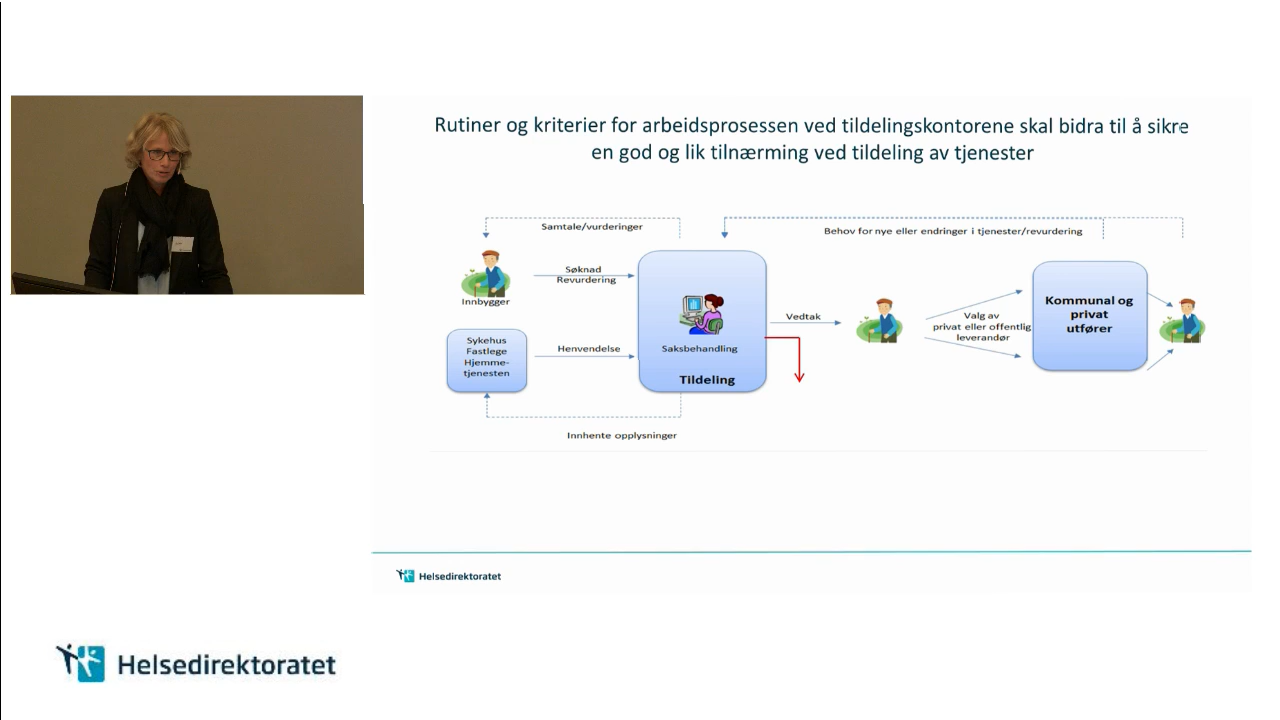 Rutiner og kriterier for arbeidsprosessen ved tildelingskontorene skal bidra til å sikre
en god og lik tilnærming ved tildeling av tjenester
Samtale/vurderinger
Behov for nye eller endringer i tjenester/revurdering
Søknad
Revurdering
Innbygger
Sykehus
Fastlege
Hjemme-
tjenesten
Henvendelse
Saksbehandling
Tildeling
Vedtak
Valg av
privat eller offentlig
leverandør
Kommunal og
privat
utfører
Innhente opplysninger
Helsedirektoratet
Helsedirektoratet